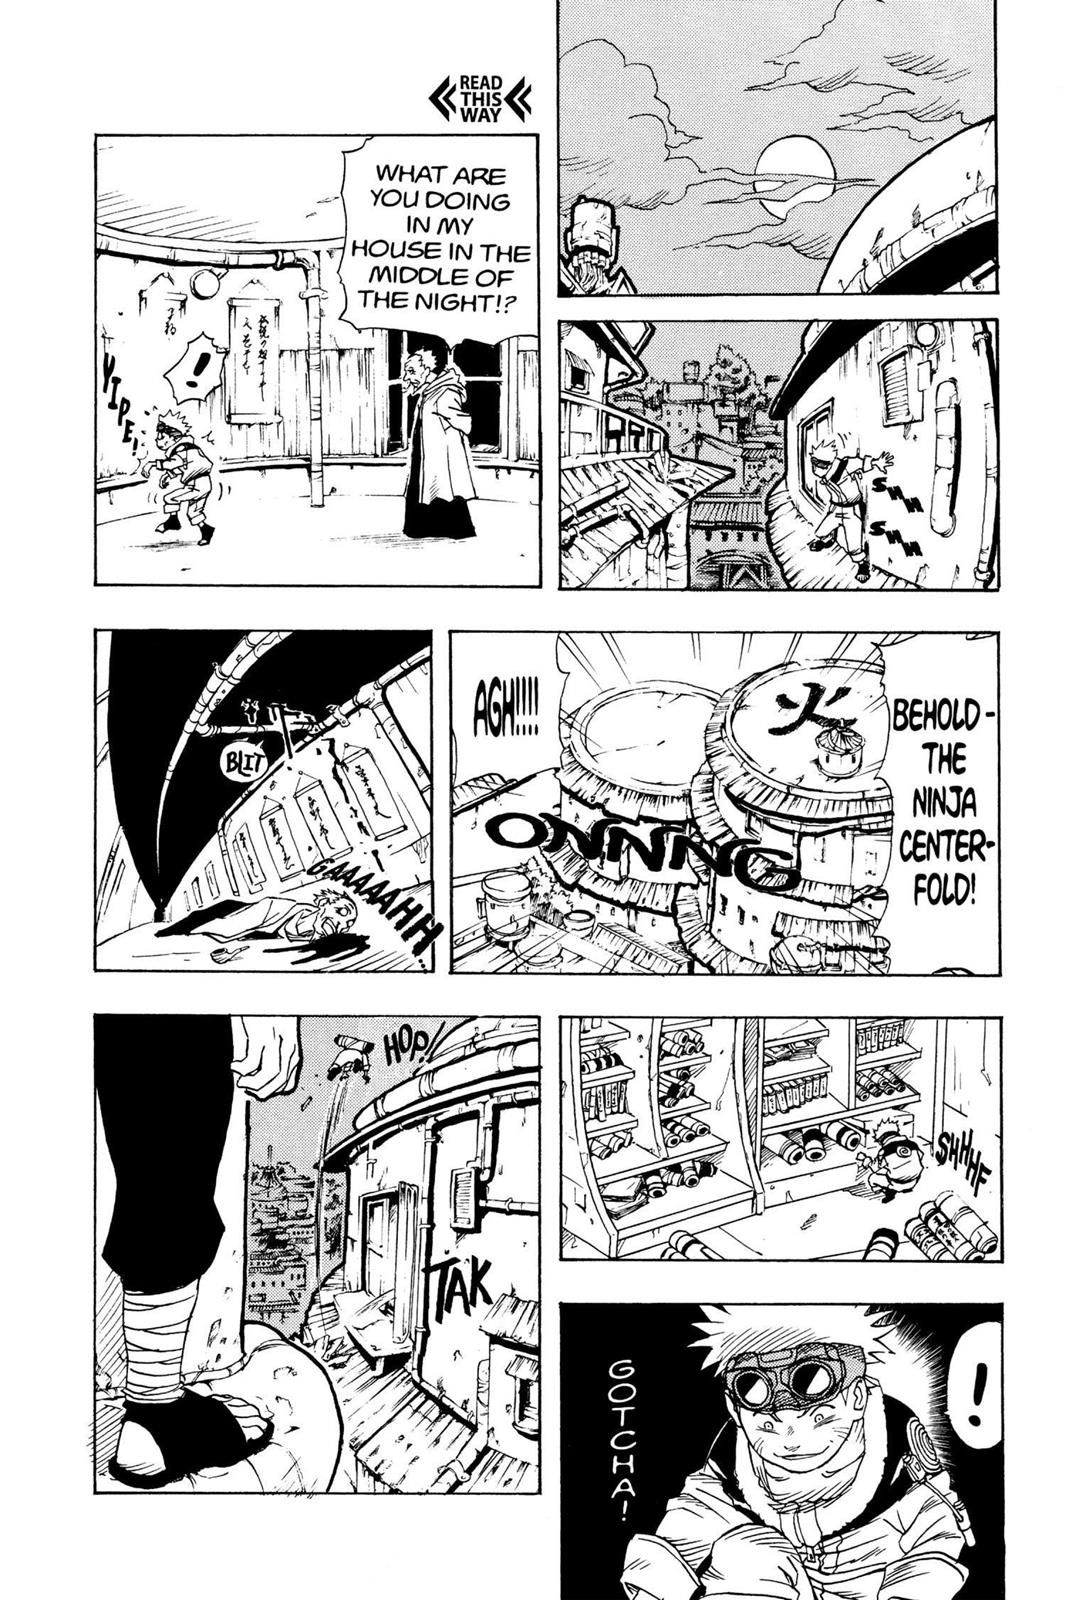 READ
THIS
WAY
SHH
SHH
WHAT ARE
YOU DOING
IN MY
HOUSE IN THE
MIDDLE OF
THE NIGHT!?
!
YIPE!
BEHOLD-
THE
NINJA
CENTER-
FOLD!
火
ONNNNG
AGH!!!!
BLIT
GAAAAAHH...
SHHHF
!
GOTCHA!
HOP!!
TAK